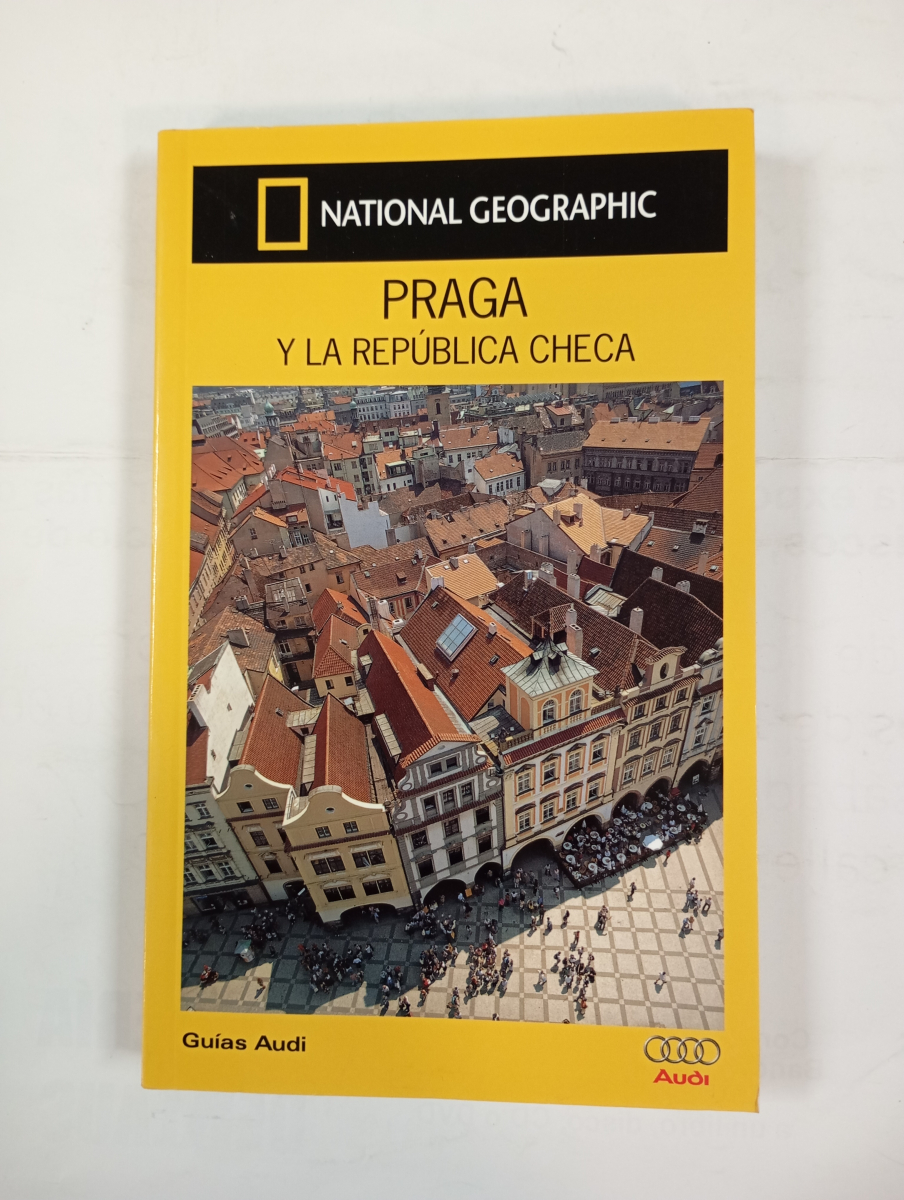 NATIONAL GEOGRAPHIC
PRAGA
Y LA REPÚBLICA CHECA
Guías Audi
Audi